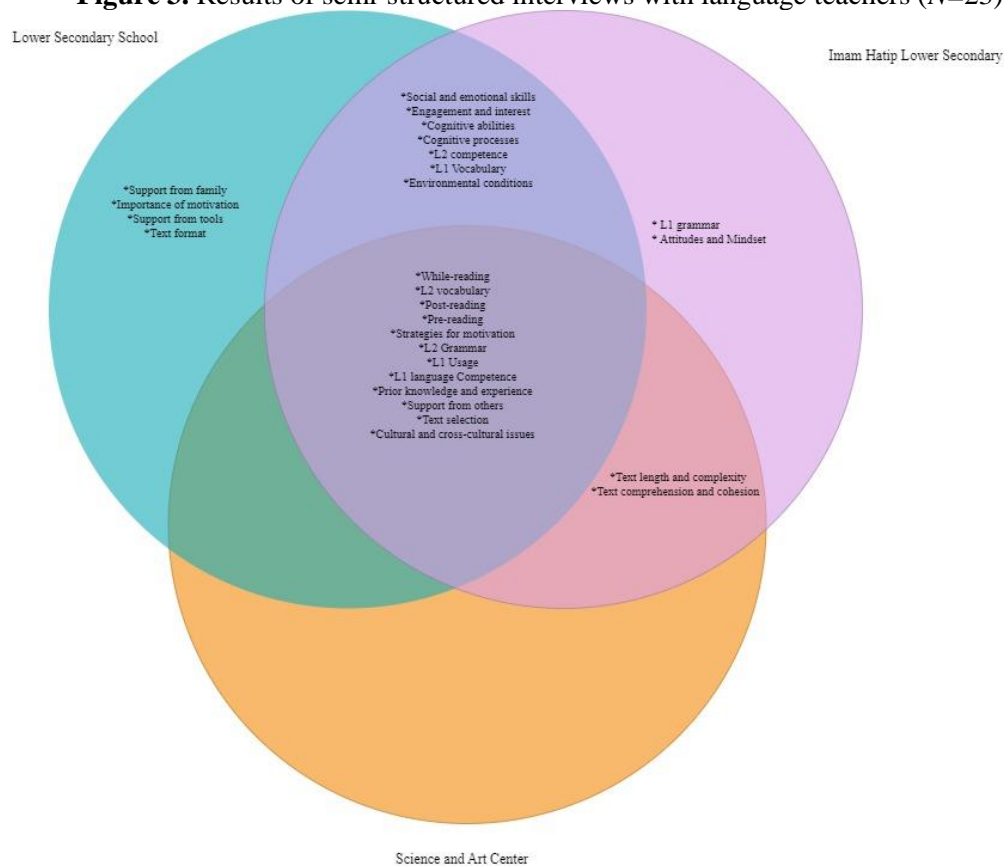 Figure 3. Results of semi-structured interviews with language teachers (N=23)
Lower Secondary School
Imam Hatip Lower Secondary
*Social and emotional skills
*Engagement and interest
*Cognitive abilities
*Cognitive processes
*L2 competence
*L1 Vocabulary
*Environmental conditions
*Support from family
*Importance of motivation
*Support from tools
*Text format
* L1 grammar
* Attitudes and Mindset
*While-reading
*L2 vocabulary
*Post-reading
*Pre-reading
*Strategies for motivation
*L2 Grammar
*L1 Usage
*L1 language Competence
*Prior knowledge and experience
*Support from others
*Text selection
*Cultural and cross-cultural issues
*Text length and complexity
*Text comprehension and cohesion
Science and Art Center